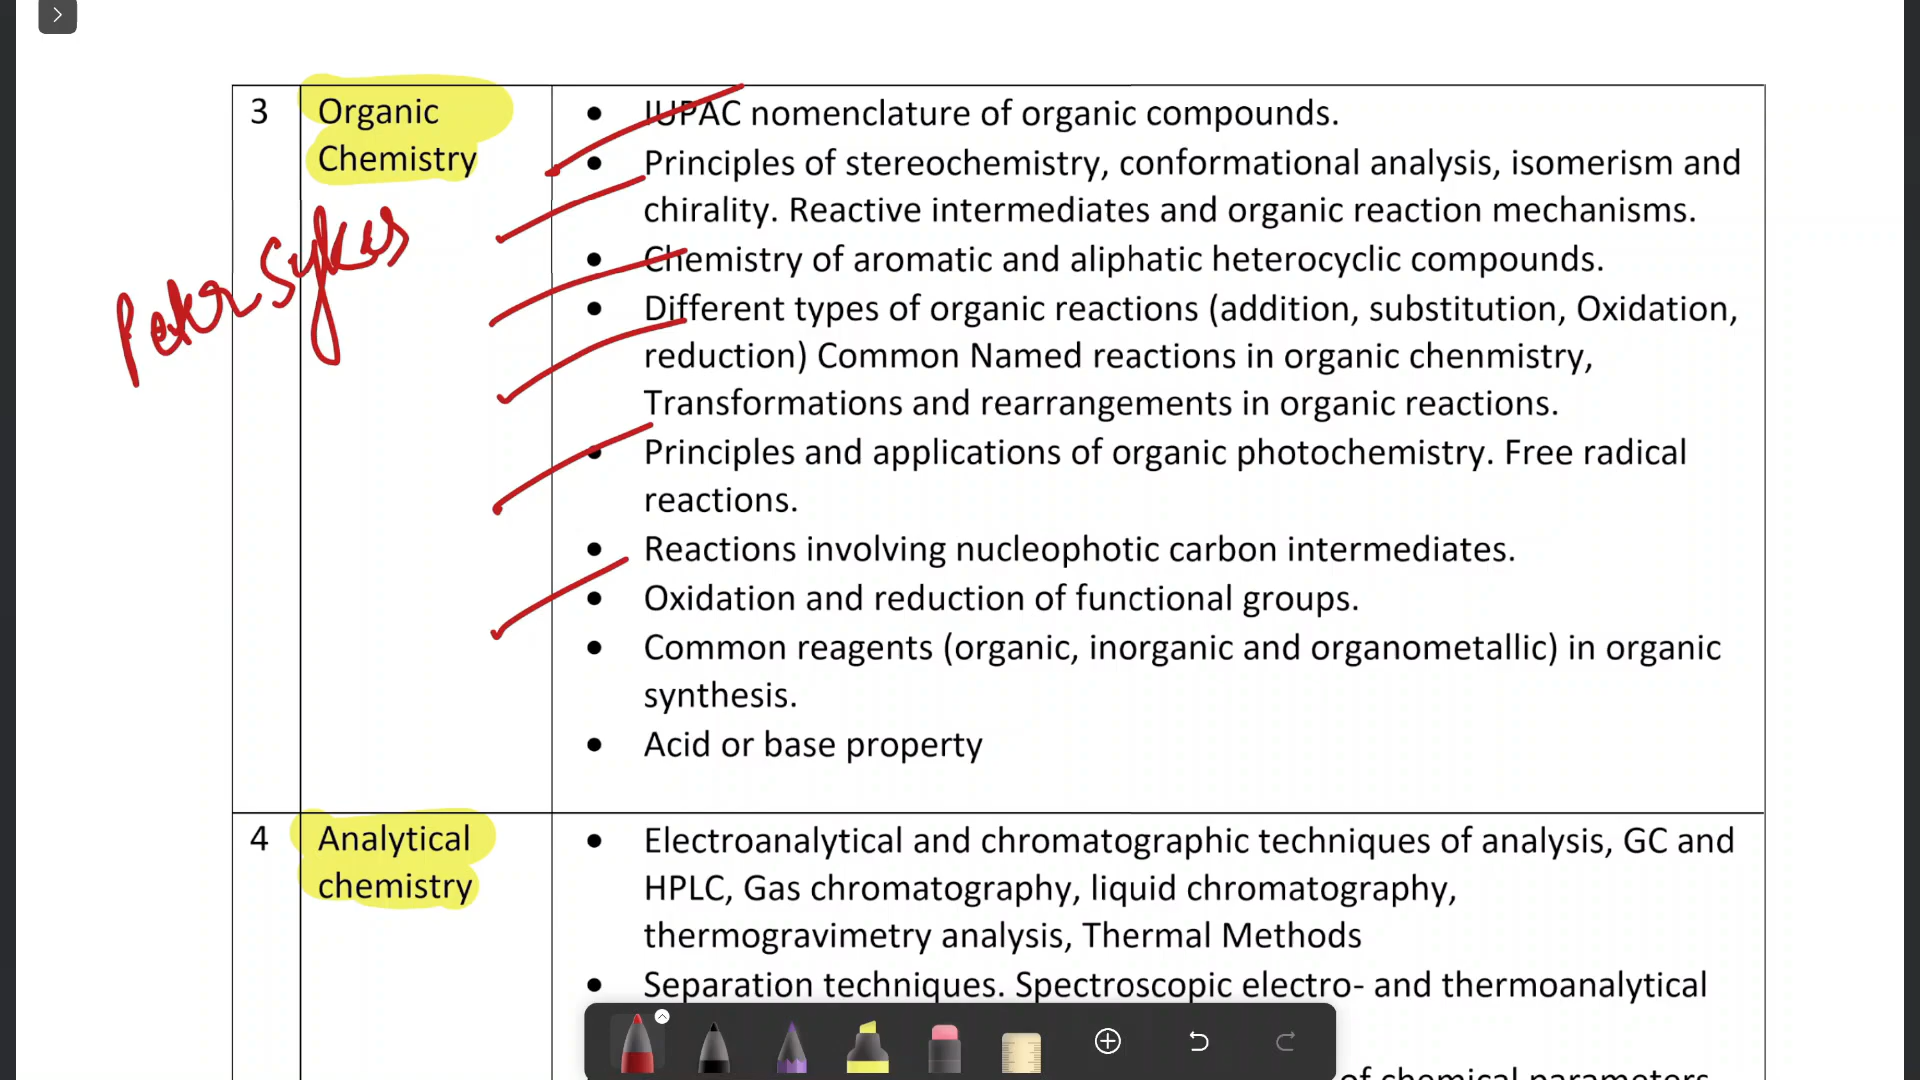 3
Organic
Chemistry
Peter Sykes
• IUPAC nomenclature of organic compounds.
• Principles of stereochemistry, conformational analysis, isomerism and
chirality. Reactive intermediates and organic reaction mechanisms.
• Chemistry of aromatic and aliphatic heterocyclic compounds.
• Different types of organic reactions (addition, substitution, Oxidation,
reduction) Common Named reactions in organic chenmistry,
Transformations and rearrangements in organic reactions.
• Principles and applications of organic photochemistry. Free radical
reactions.
• Reactions involving nucleophotic carbon intermediates.
• Oxidation and reduction of functional groups.
• Common reagents (organic, inorganic and organometallic) in organic
synthesis.
• Acid or base property
4
Analytical
chemistry
• Electroanalytical and chromatographic techniques of analysis, GC and
HPLC, Gas chromatography, liquid chromatography,
thermogravimetry analysis, Thermal Methods
• Separation techniques. Spectroscopic electro- and thermoanalytical
of chemical parameters